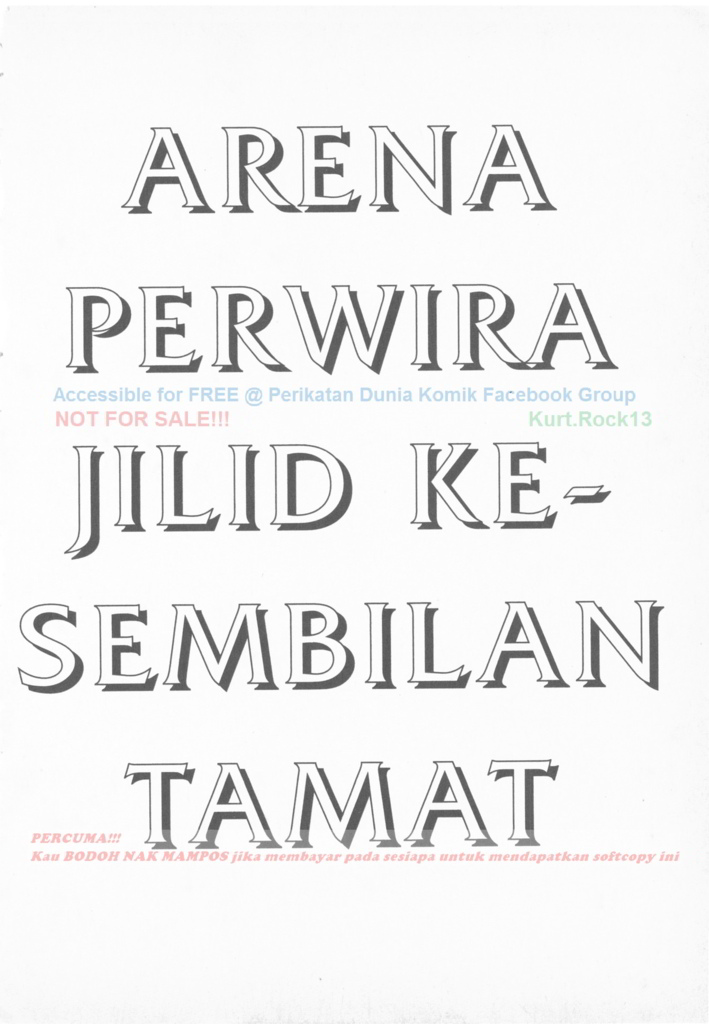 ARENA
PERWIRA
Accessible for FREE @ Perikatan Dunia Komik Facebook Group
NOT FOR SALE!!! Kurt.Rock13
JILID KE-
SEMBILAN
TAMAT
PERCUMA!!!
Kau BODOH NAK MAMPOS jika membayar pada sesiapa untuk mendapatkan softcopy ini